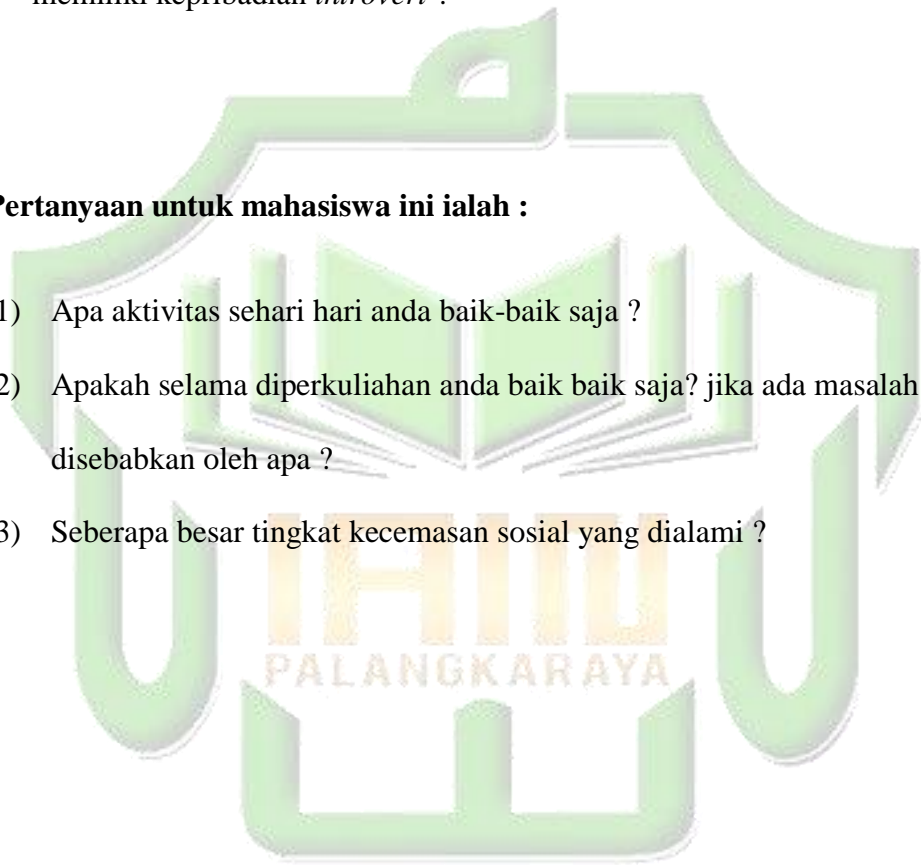 memiliki kepribadian introvert ?
Pertanyaan untuk mahasiswa ini ialah :
1) Apa aktivitas sehari hari anda baik-baik saja ?
2) Apakah selama diperkuliahan anda baik baik saja? jika ada masalah
disebabkan oleh apa ?
3) Seberapa besar tingkat kecemasan sosial yang dialami ?
IAIN
PALANGKARAYA